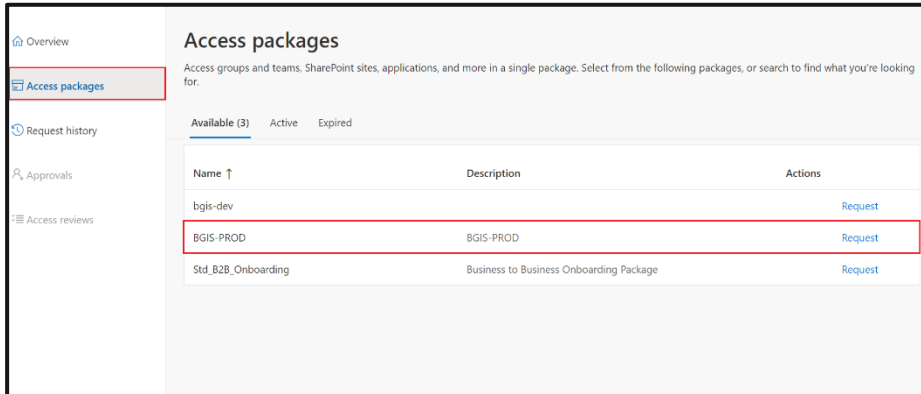 Overview
Access packages
Request history
Approvals
Access reviews
Access packages
Access groups and teams, SharePoint sites, applications, and more in a single package. Select from the following packages, or search to find what you're looking
for.
Available (3) Active Expired
Name ↑ Description Actions
bgis-dev Request
BGIS-PROD BGIS-PROD Request
Std_B2B_Onboarding Business to Business Onboarding Package Request